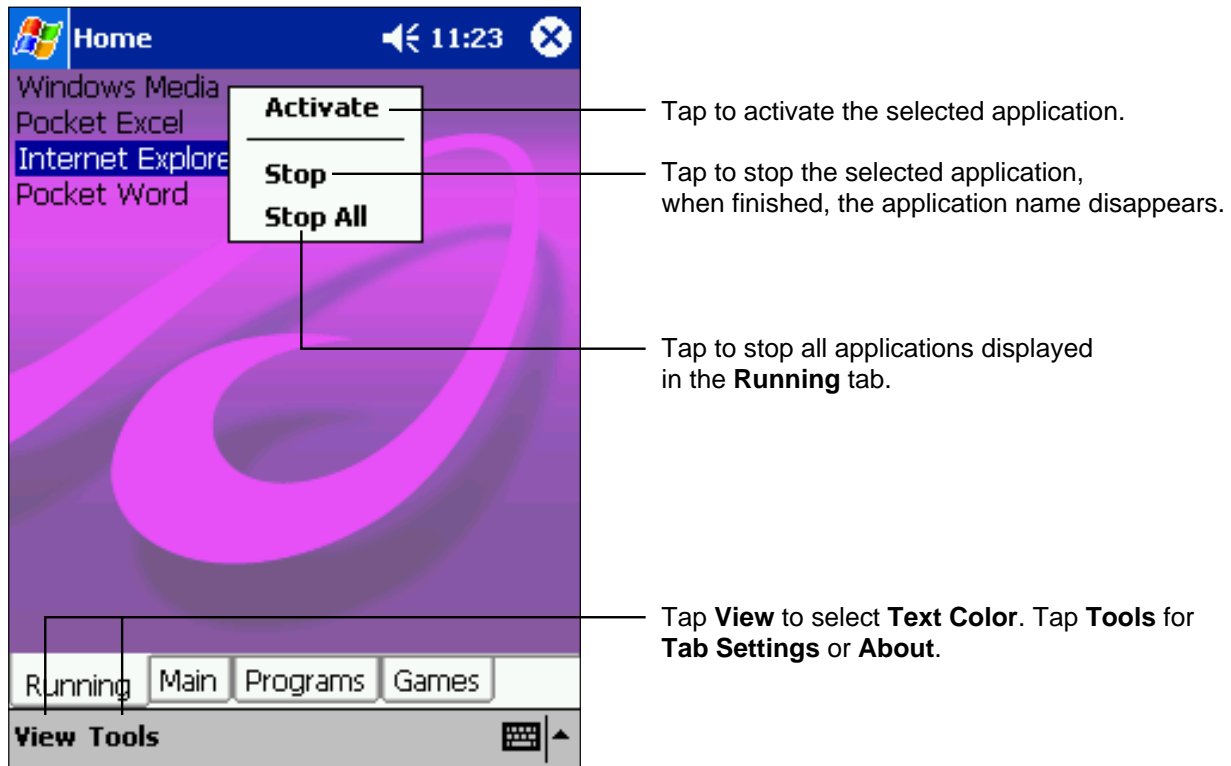 Home 11:23
Windows Media
Pocket Excel
Internet Explore
Pocket Word
Activate
Stop
Stop All
Tap to activate the selected application.
Tap to stop the selected application,
when finished, the application name disappears.
Tap to stop all applications displayed
in the Running tab.
Tap View to select Text Color. Tap Tools for
Tab Settings or About.
Running Main Programs Games
View Tools